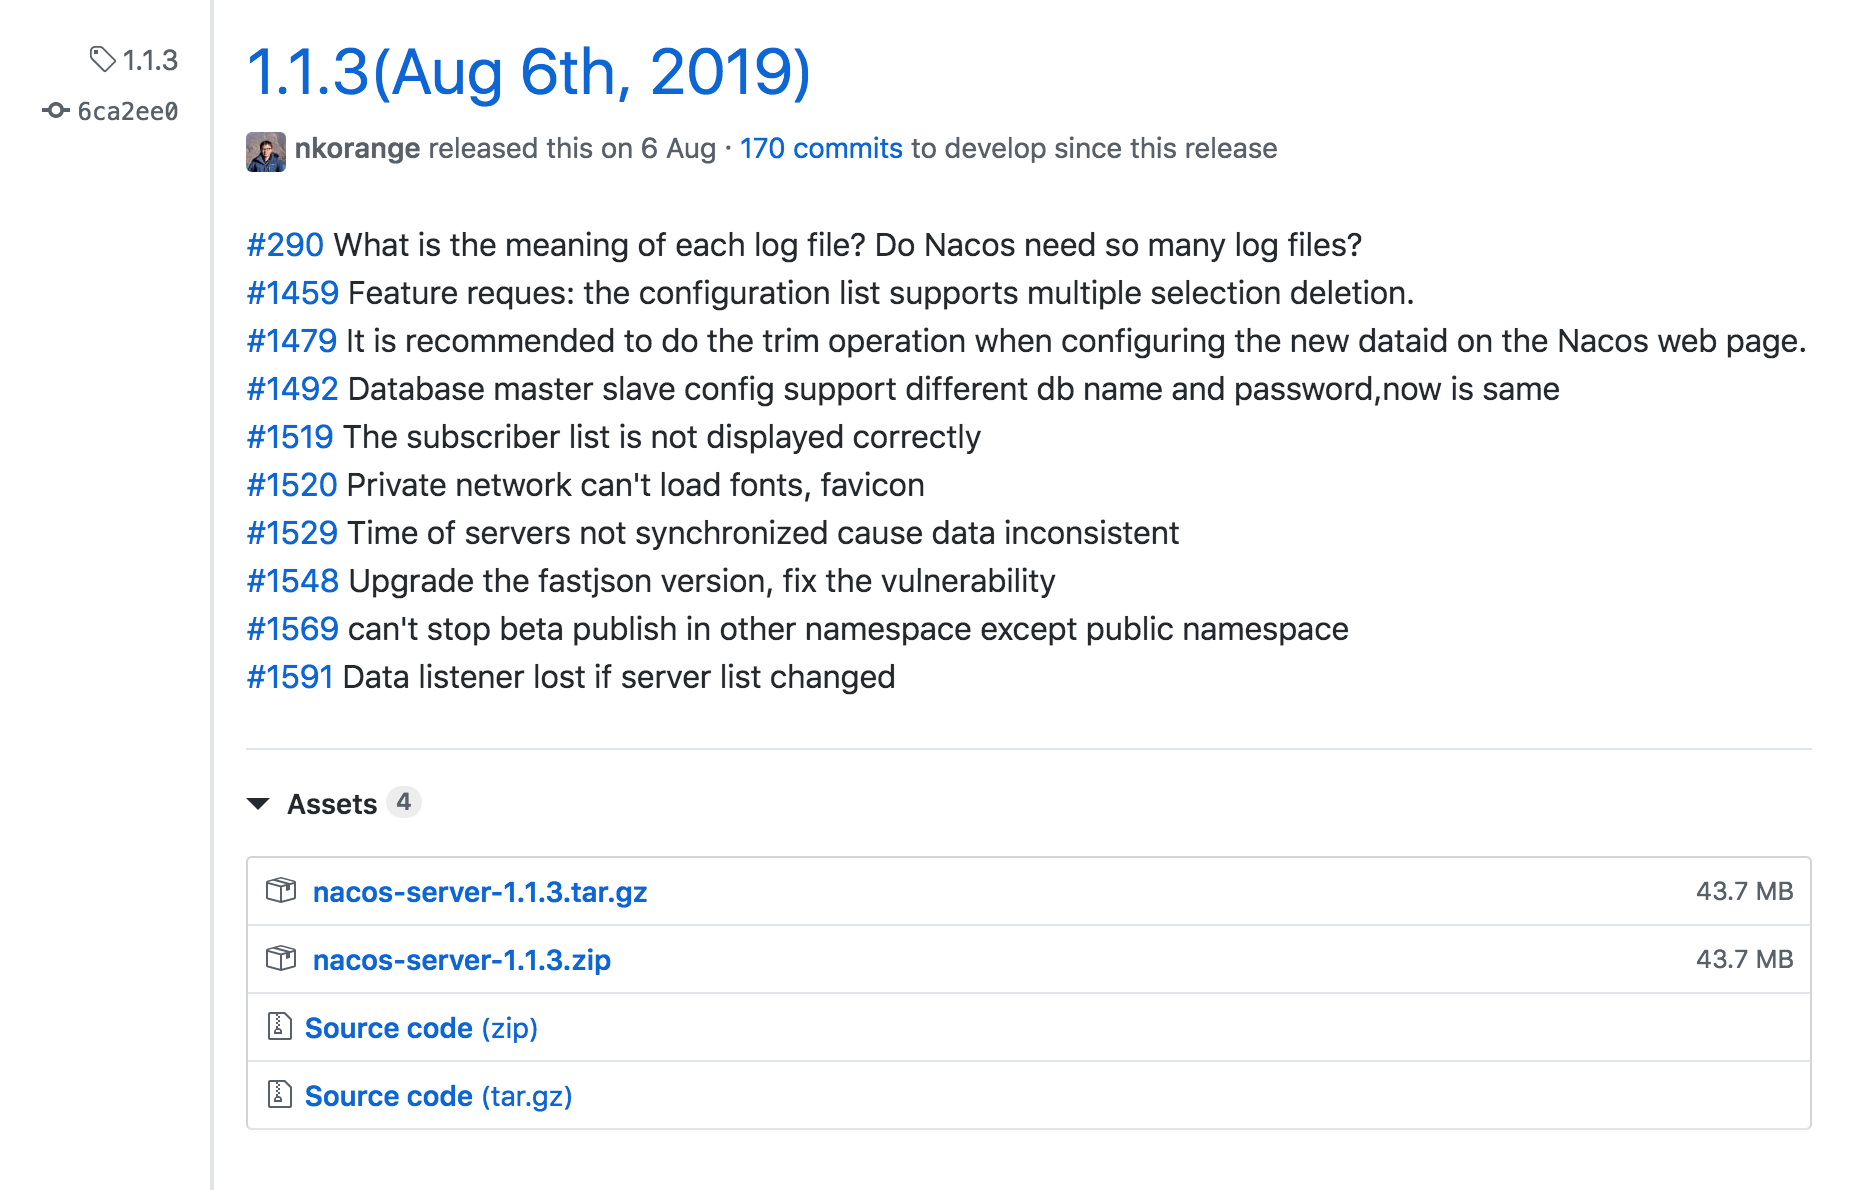 1.1.3
6ca2ee0
1.1.3(Aug 6th, 2019)
nkorange released this on 6 Aug · 170 commits to develop since this release
#290 What is the meaning of each log file? Do Nacos need so many log files?
#1459 Feature reques: the configuration list supports multiple selection deletion.
#1479 It is recommended to do the trim operation when configuring the new dataid on the Nacos web page.
#1492 Database master slave config support different db name and password,now is same
#1519 The subscriber list is not displayed correctly
#1520 Private network can't load fonts, favicon
#1529 Time of servers not synchronized cause data inconsistent
#1548 Upgrade the fastjson version, fix the vulnerability
#1569 can't stop beta publish in other namespace except public namespace
#1591 Data listener lost if server list changed
Assets 4
nacos-server-1.1.3.tar.gz 43.7 MB
nacos-server-1.1.3.zip 43.7 MB
Source code (zip)
Source code (tar.gz)